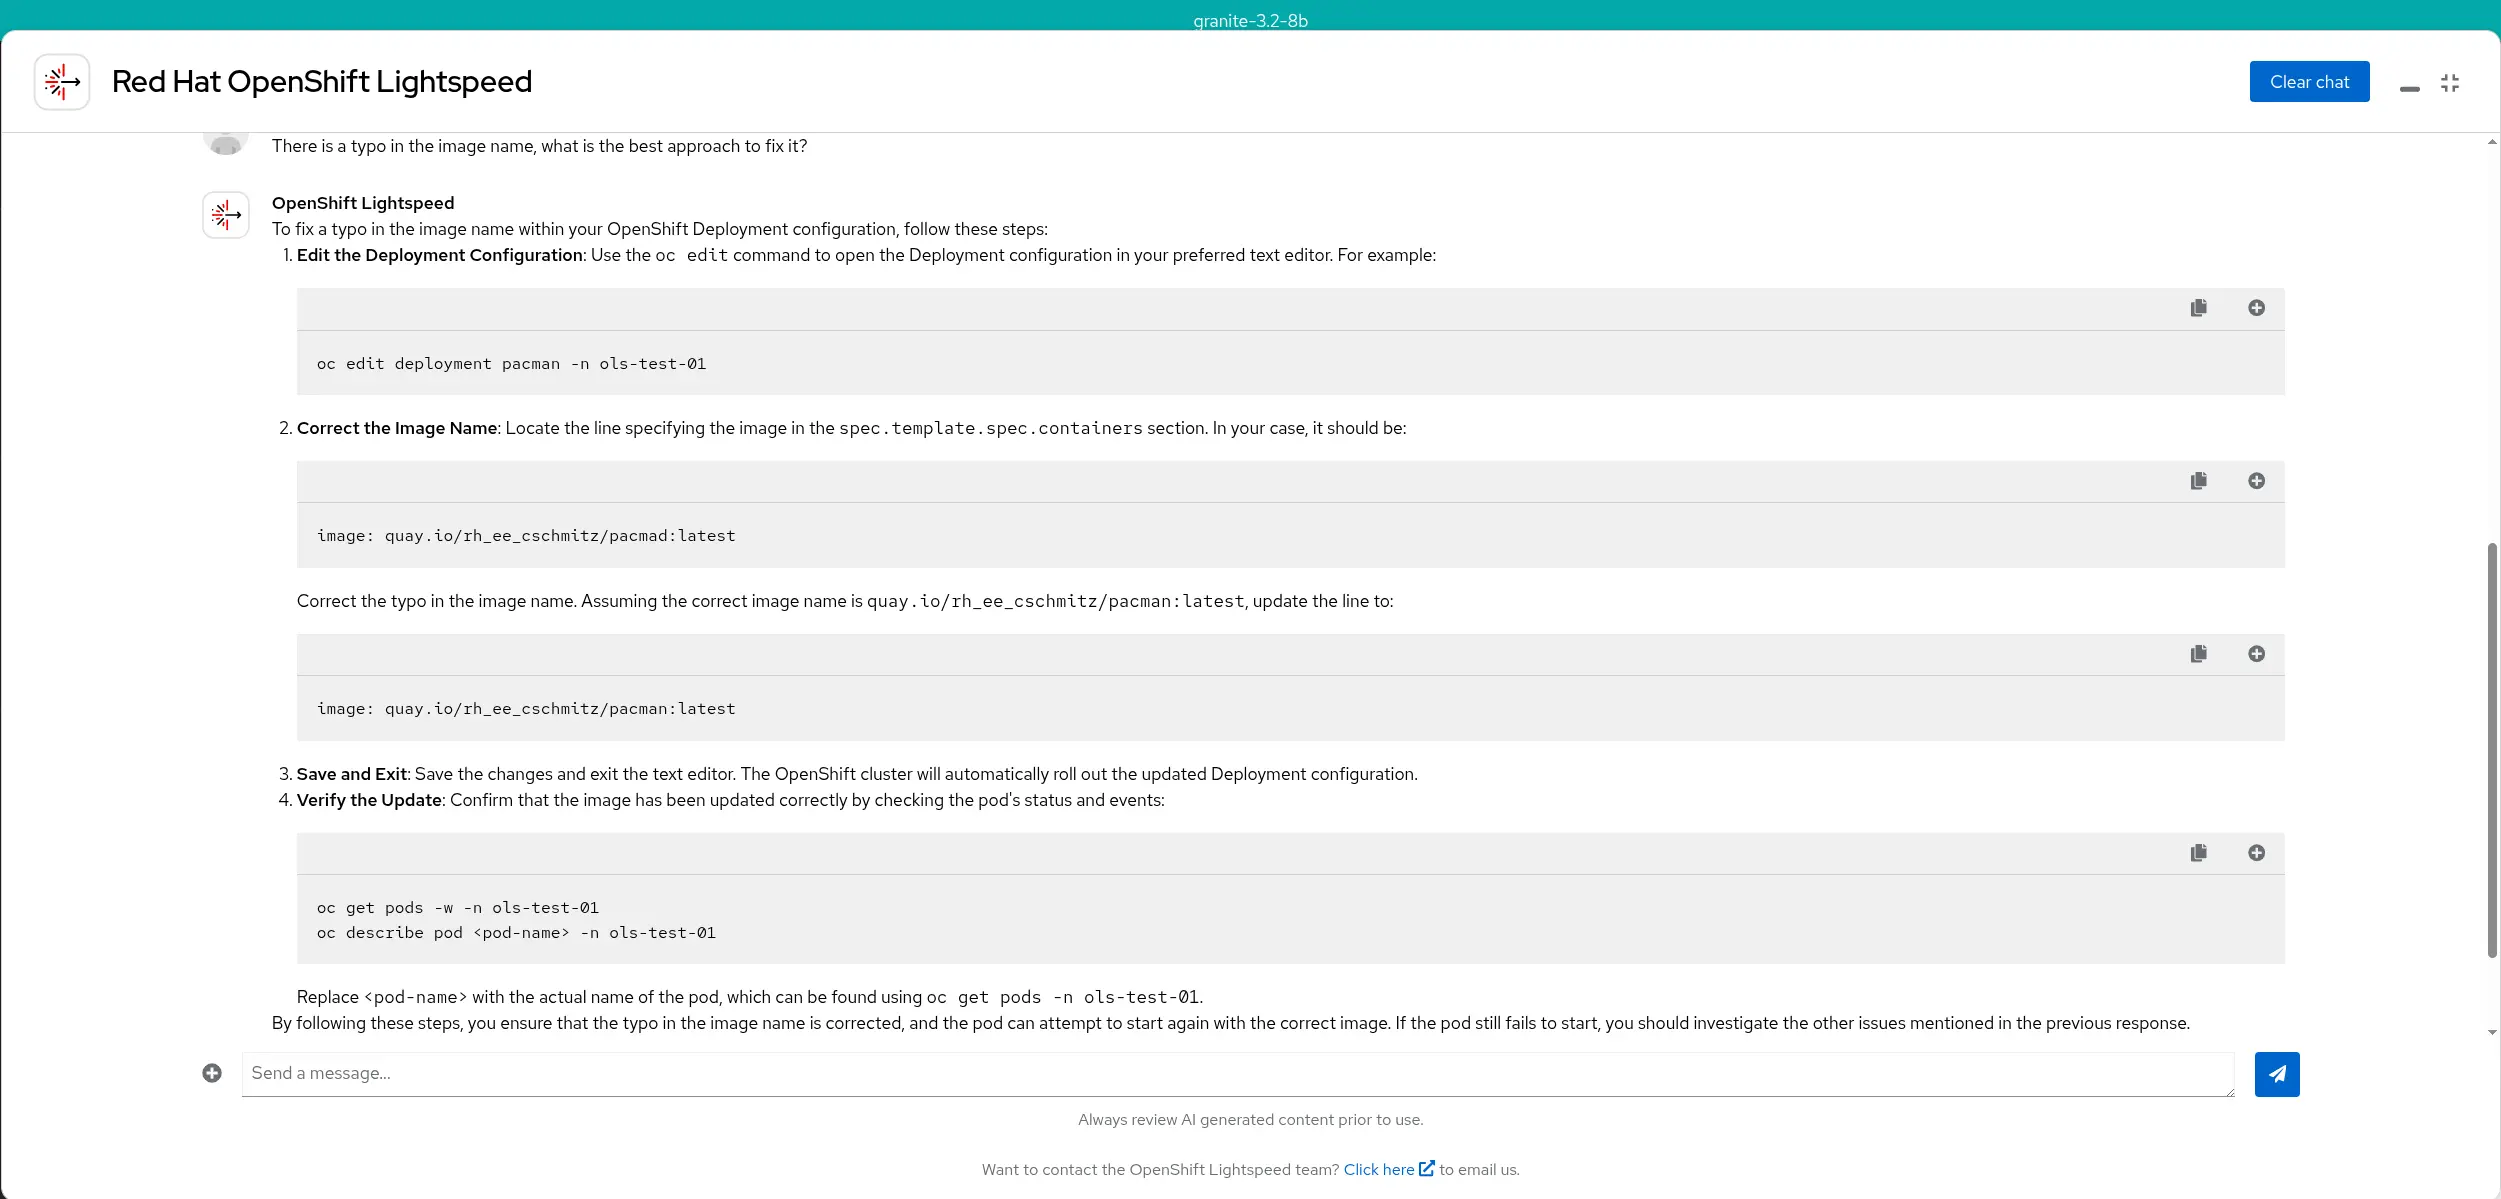 granite-3.2-8b
Red Hat OpenShift Lightspeed
Clear chat
There is a typo in the image name, what is the best approach to fix it?
OpenShift Lightspeed
To fix a typo in the image name within your OpenShift Deployment configuration, follow these steps:
1. Edit the Deployment Configuration: Use the oc edit command to open the Deployment configuration in your preferred text editor. For example:
oc edit deployment pacman -n ols-test-01
2. Correct the Image Name: Locate the line specifying the image in the spec.template.spec.containers section. In your case, it should be:
image: quay.io/rh_ee_cschmitz/pacmad:latest
Correct the typo in the image name. Assuming the correct image name is quay.io/rh_ee_cschmitz/pacman:latest, update the line to:
image: quay.io/rh_ee_cschmitz/pacman:latest
3. Save and Exit: Save the changes and exit the text editor. The OpenShift cluster will automatically roll out the updated Deployment configuration.
4. Verify the Update: Confirm that the image has been updated correctly by checking the pod's status and events:
oc get pods -w -n ols-test-01
oc describe pod <pod-name> -n ols-test-01
Replace <pod-name> with the actual name of the pod, which can be found using oc get pods -n ols-test-01.
By following these steps, you ensure that the typo in the image name is corrected, and the pod can attempt to start again with the correct image. If the pod still fails to start, you should investigate the other issues mentioned in the previous response.
Send a message...
Always review AI generated content prior to use.
Want to contact the OpenShift Lightspeed team? Click here to email us.